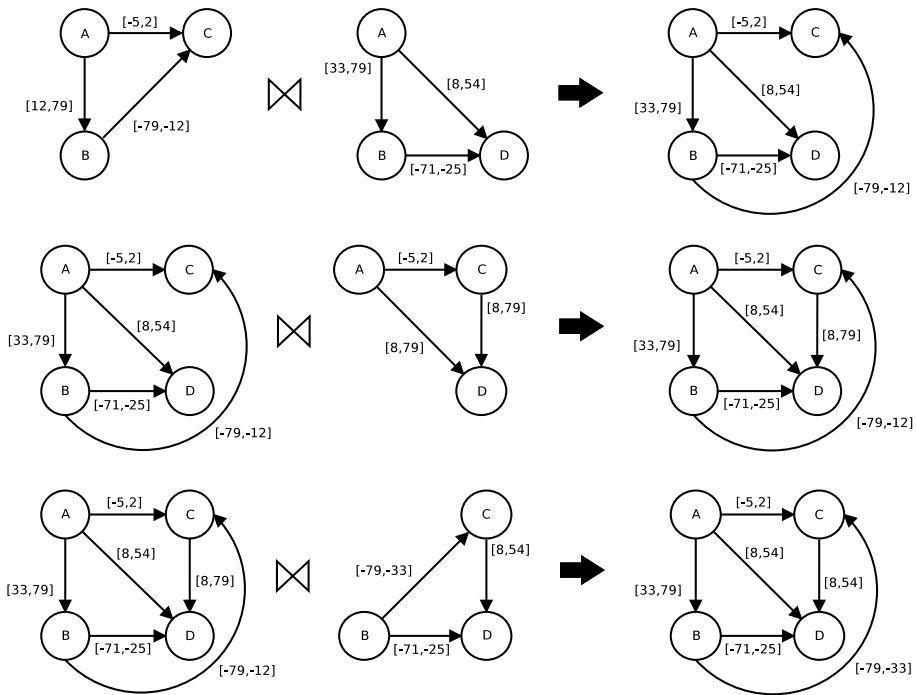 A [-5,2] C
[12,79] [-79,-12]
B
A
[33,79] [8,54]
B [-71,-25] D
A [-5,2] C
[33,79] [8,54]
B [-71,-25] D
[-79,-12]
A [-5,2] C
[33,79] [8,54]
B [-71,-25] D
[-79,-12]
A [-5,2] C
[8,79] [8,79]
D
A [-5,2] C
[33,79] [8,54] [8,79]
B [-71,-25] D
[-79,-12]
A [-5,2] C
[33,79] [8,54] [8,79]
B [-71,-25] D
[-79,-12]
C
[-79,-33] [8,54]
B [-71,-25] D
A [-5,2] C
[33,79] [8,54] [8,54]
B [-71,-25] D
[-79,-33]